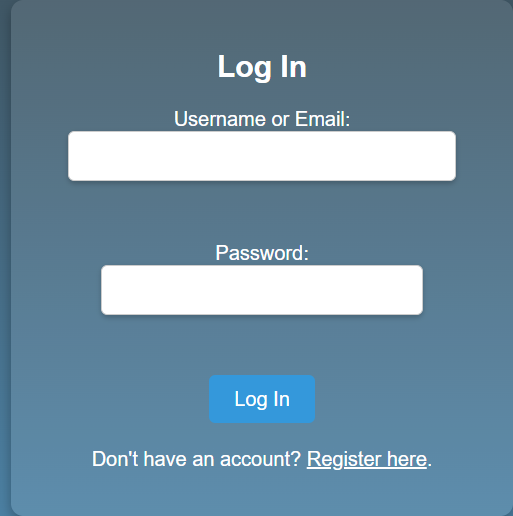 Log In
Username or Email:
Password:
Log In
Don't have an account? Register here.